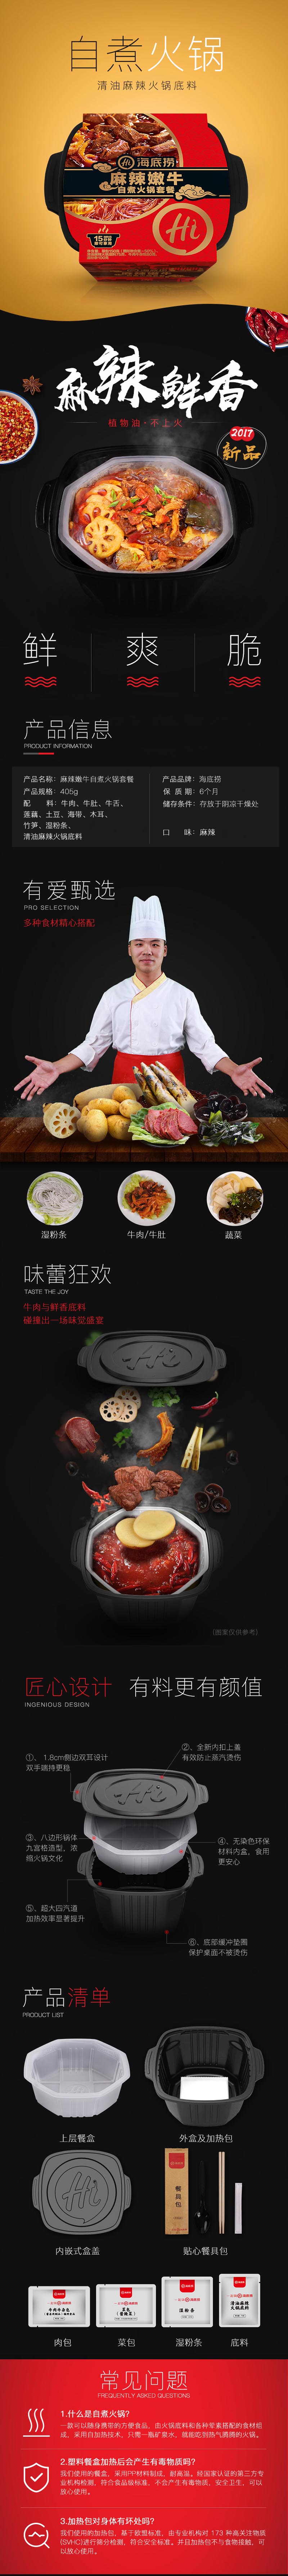 自煮火锅
清油麻辣火锅底料
Hi 海底捞
麻辣嫩牛
自煮火锅套餐
Hi
15分钟
麻辣鲜香
植物油·不上火
2017
新品
鲜 爽 脆
产品信息
PRODUCT INFORMATION
产品名称：麻辣嫩牛自煮火锅套餐
产品规格：405g
配 料：牛肉、牛肚、牛舌、
莲藕、土豆、海带、木耳、
竹笋、湿粉条、
清油麻辣火锅底料
产品品牌：海底捞
保 质 期：6个月
储存条件：存放于阴凉干燥处
口 味：麻辣
有爱甄选
PRO SELECTION
多种食材精心搭配
湿粉条 牛肉/牛肚 蔬菜
味蕾狂欢
TASTE THE JOY
牛肉与鲜香底料
碰撞出一场味觉盛宴
Hi
(图案仅供参考)
匠心设计 有料更有颜值
INGENIOUS DESIGN
①、1.8cm侧边双耳设计
双手端持更稳
②、全新内扣上盖
有效防止蒸汽烫伤
③、八边形锅体
九宫格造型，浓
缩火锅文化
④、无染色环保
材料内盒，食用
更安心
⑤、超大四汽道
加热效率显著提升
⑥、底部缓冲垫圈
保护桌面不被烫伤
产品清单
PRODUCT LIST
上层餐盒 外盒及加热包
Hi
餐具包
内嵌式盒盖 贴心餐具包
湿粉条
肉包 菜包 湿粉条 底料
常见问题
FREQUENTLY ASKED QUESTIONS
1.什么是自煮火锅?
一款可以随身携带的方便食品，由火锅底料和各种荤素搭配的食材组
成，采用自加热技术，只需一瓶矿泉水，就能吃到热气腾腾的火锅。
2.塑料餐盒加热后会产生有毒物质吗?
我们使用的餐盒，采用PP材料制成，耐高温。经国家认证的第三方专
业机构检测，符合食品级标准，不会产生有毒物质，安全卫生，可以
放心使用。
3.加热包对身体有坏处吗?
我们使用的加热包，基于欧盟标准，由专业机构对 173 种高关注物质
(SVHC)进行筛分检测，符合安全标准。并且加热包不与食物接触，可
以放心使用。